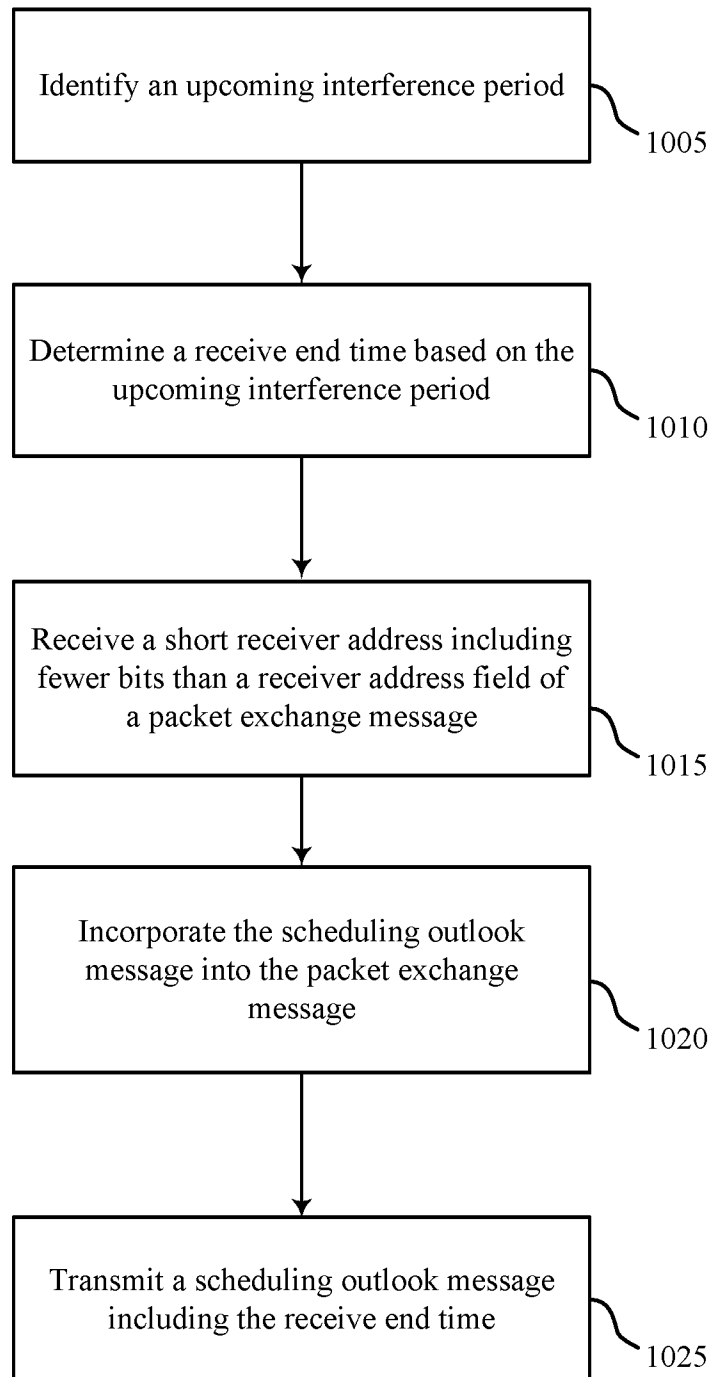 Identify an upcoming interference period
1005
Determine a receive end time based on the
upcoming interference period
1010
Receive a short receiver address including
fewer bits than a receiver address field of
a packet exchange message
1015
Incorporate the scheduling outlook
message into the packet exchange
message
1020
Transmit a scheduling outlook message
including the receive end time
1025